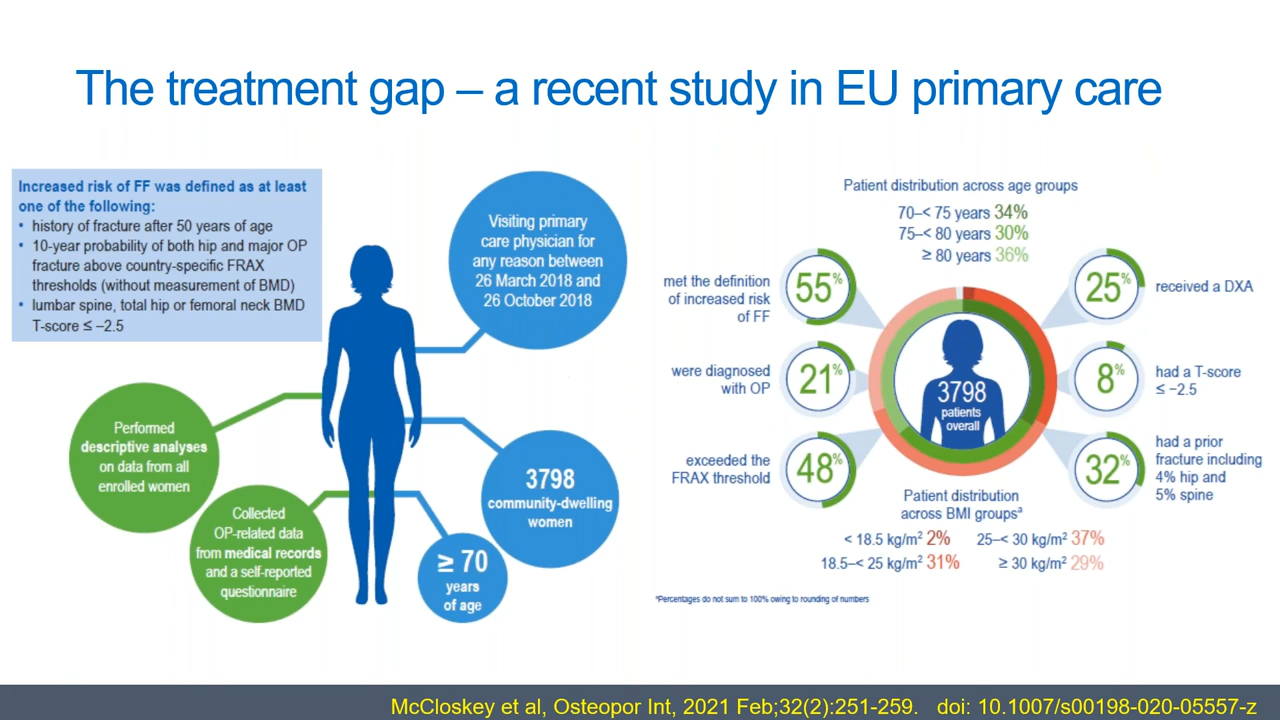 The treatment gap – a recent study in EU primary care
Increased risk of FF was defined as at least
one of the following:
• history of fracture after 50 years of age
• 10-year probability of both hip and major OP
fracture above country-specific FRAX
thresholds (without measurement of BMD)
• lumbar spine, total hip or femoral neck BMD
T-score ≤ –2.5
Visiting primary
care physician for
any reason between
26 March 2018 and
26 October 2018
Performed
descriptive analyses
on data from all
enrolled women
Collected
OP-related data
from medical records
and a self-reported
questionnaire
3798
community-dwelling
women
≥ 70
years
of age
Patient distribution across age groups
70–< 75 years 34%
75–< 80 years 30%
≥ 80 years 36%
met the definition
of increased risk
of FF
55%
were diagnosed
with OP
21%
exceeded the
FRAX threshold
48%
3798
patients
overall
25%
received a DXA
8%
had a T-score
≤ –2.5
32%
had a prior
fracture including
4% hip and
5% spine
Patient distribution
across BMI groupsᵃ
< 18.5 kg/m² 2% 25–< 30 kg/m² 37%
18.5–< 25 kg/m² 31% ≥ 30 kg/m² 29%
ᵃPercentages do not sum to 100% owing to rounding of numbers
McCloskey et al, Osteopor Int, 2021 Feb;32(2):251-259. doi: 10.1007/s00198-020-05557-z